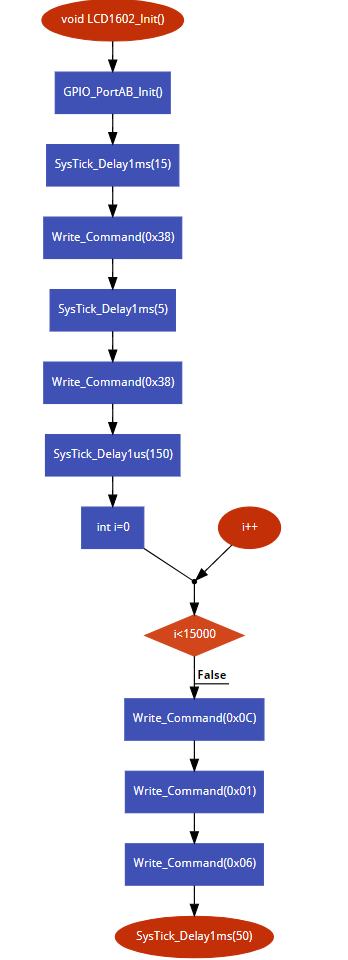 void LCD1602_Init()
GPIO_PortAB_Init()
SysTick_Delay1ms(15)
Write_Command(0x38)
SysTick_Delay1ms(5)
Write_Command(0x38)
SysTick_Delay1us(150)
int i=0
i++
i<15000
False
Write_Command(0x0C)
Write_Command(0x01)
Write_Command(0x06)
SysTick_Delay1ms(50)